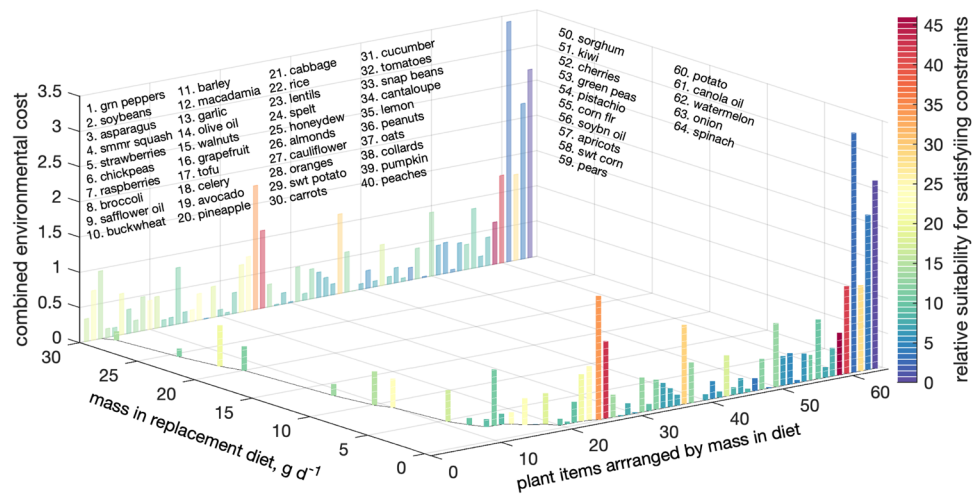 3.5
3
2.5
2
1.5
1
0.5
0
combined environmental cost
30
25
20
15
10
5
0
mass in replacement diet, g d⁻¹
0
10
20
30
40
50
60
plant items arrranged by mass in diet
1. grn peppers
2. soybeans
3. asparagus
4. smmr squash
5. strawberries
6. chickpeas
7. raspberries
8. broccoli
9. safflower oil
10. buckwheat
11. barley
12. macadamia
13. garlic
14. olive oil
15. walnuts
16. grapefruit
17. tofu
18. celery
19. avocado
20. pineapple
21. cabbage
22. rice
23. lentils
24. spelt
25. honeydew
26. almonds
27. cauliflower
28. oranges
29. swt potato
30. carrots
31. cucumber
32. tomatoes
33. snap beans
34. cantaloupe
35. lemon
36. peanuts
37. oats
38. collards
39. pumpkin
40. peaches
50. sorghum
51. kiwi
52. cherries
53. green peas
54. pistachio
55. corn flr
56. soybn oil
57. apricots
58. swt corn
59. pears
60. potato
61. canola oil
62. watermelon
63. onion
64. spinach
45
40
35
30
25
20
15
10
5
0
relative suitability for satisfyiing constraints